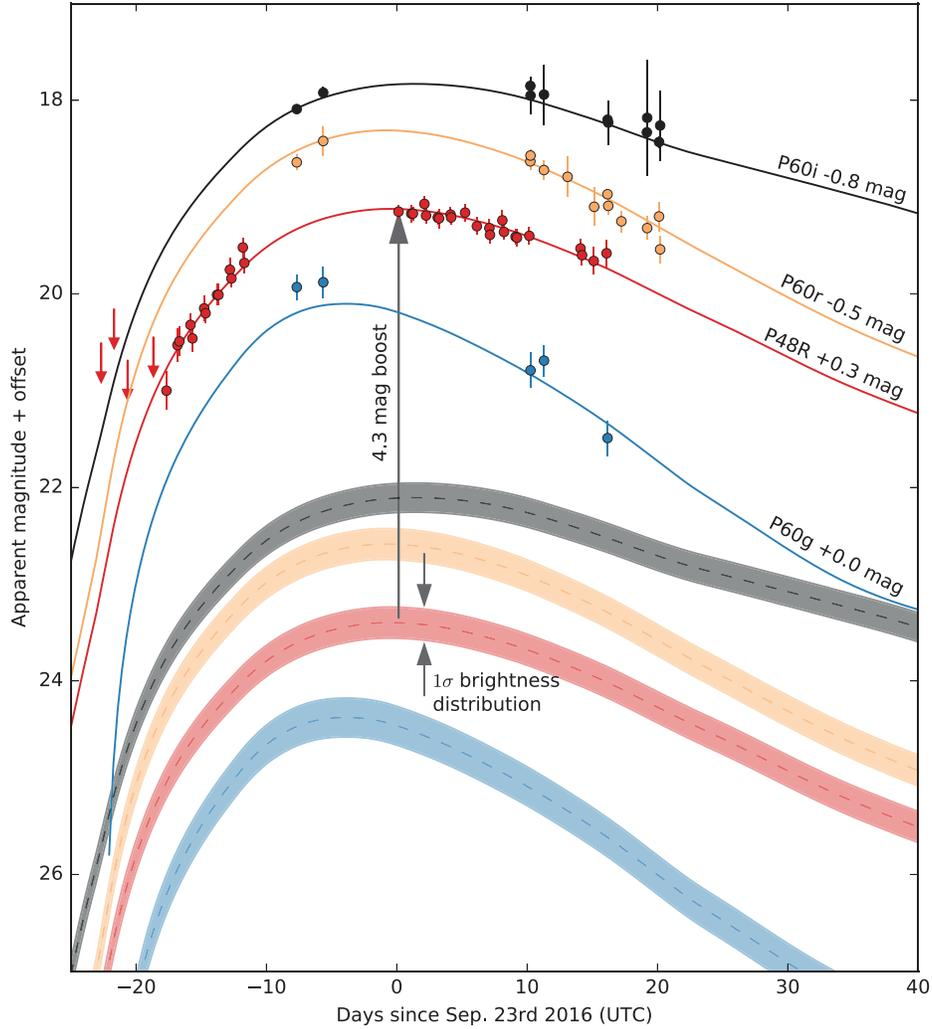 18
20
22
24
26
Apparent magnitude + offset
P60i -0.8 mag
P60r -0.5 mag
P48R +0.3 mag
P60g +0.0 mag
4.3 mag boost
1σ brightness
distribution
−20 −10 0 10 20 30 40
Days since Sep. 23rd 2016 (UTC)